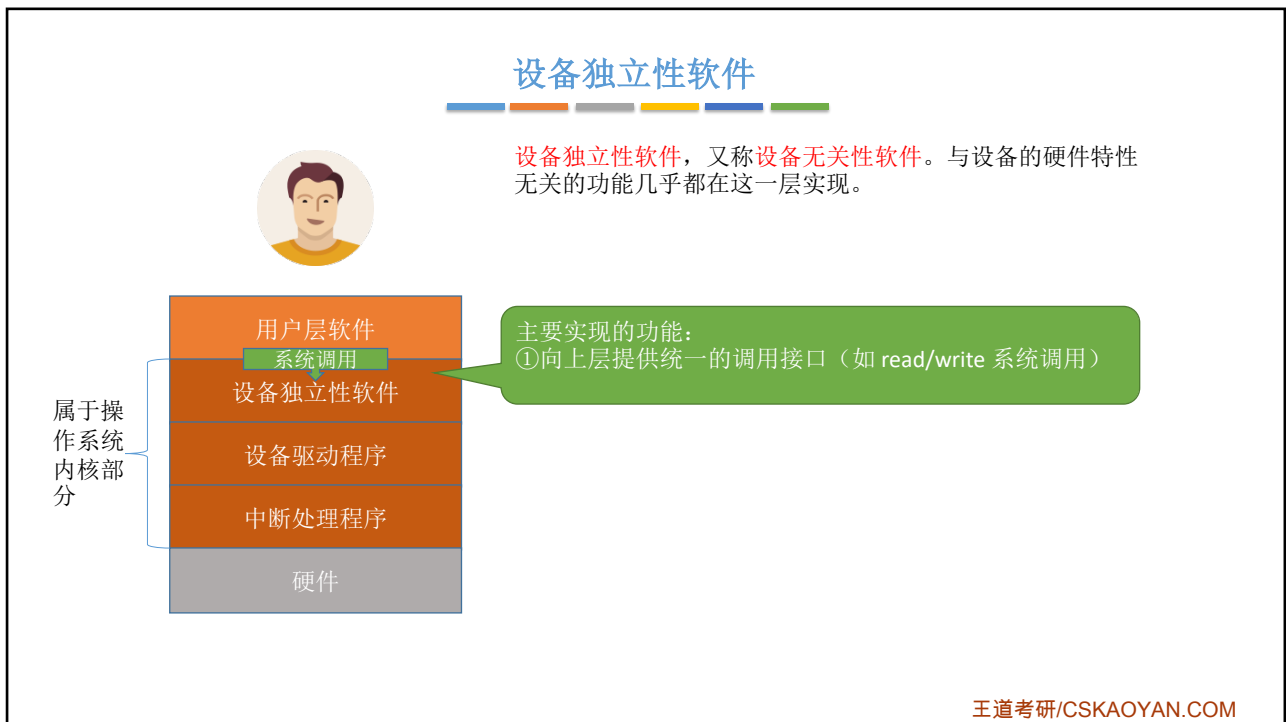 设备独立性软件
设备独立性软件，又称设备无关性软件。与设备的硬件特性
无关的功能几乎都在这一层实现。
用户层软件
系统调用
设备独立性软件
设备驱动程序
中断处理程序
硬件
属于操
作系统
内核部
分
主要实现的功能：
①向上层提供统一的调用接口（如 read/write 系统调用）
王道考研/CSKAOYAN.COM